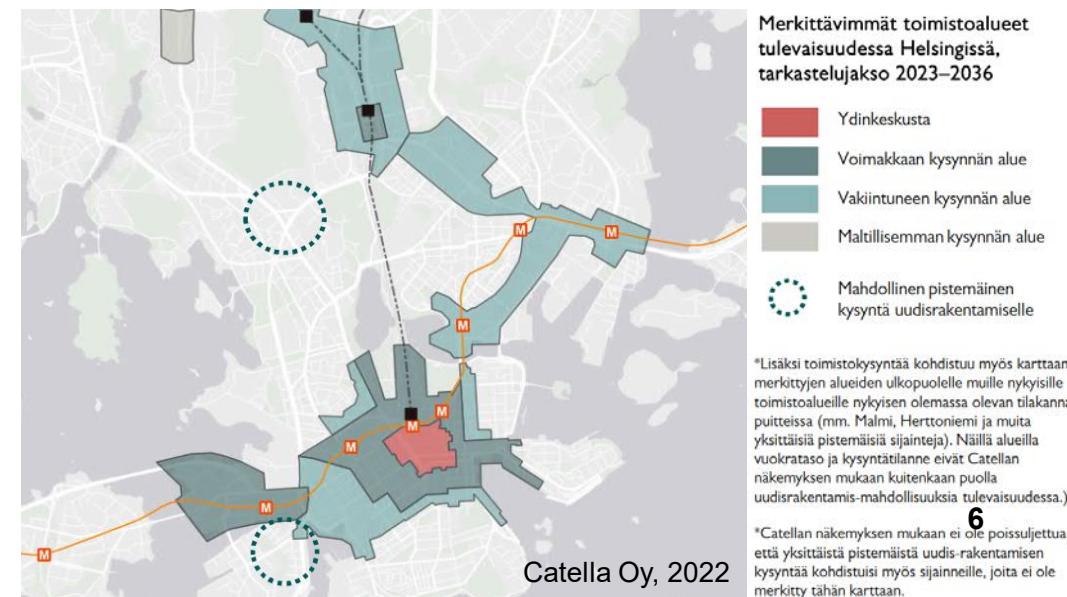 Merkittävimmät toimistoalueet
tulevaisuudessa Helsingissä,
tarkastelujakso 2023–2036
Ydinkeskusta
Voimakkaan kysynnän alue
Vakiintuneen kysynnän alue
Maltillisemman kysynnän alue
Mahdollinen pistemäinen
kysyntä uudisrakentamiselle
*Lisäksi toimistokysyntää kohdistuu myös karttaan
merkittyjen alueiden ulkopuolelle muille nykyisille
toimistoalueille nykyisen olemassa olevan tilakanna
puitteissa (mm. Malmi, Herttoniemi ja muita
yksittäisiä pistemäisiä sijainteja). Näillä alueilla
vuokrataso ja kysyntätilanne eivät Catellan
näkemyksen mukaan kuitenkaan puolla
uudisrakentamis-mahdollisuuksia tulevaisuudessa.)
6
*Catellan näkemyksen mukaan ei ole poissuljettua
että yksittäistä pistemäistä uudis-rakentamisen
kysyntää kohdistuisi myös sijainneille, joita ei ole
merkitty tähän karttaan.
Catella Oy, 2022
M
M
M
M
M
M
M
M